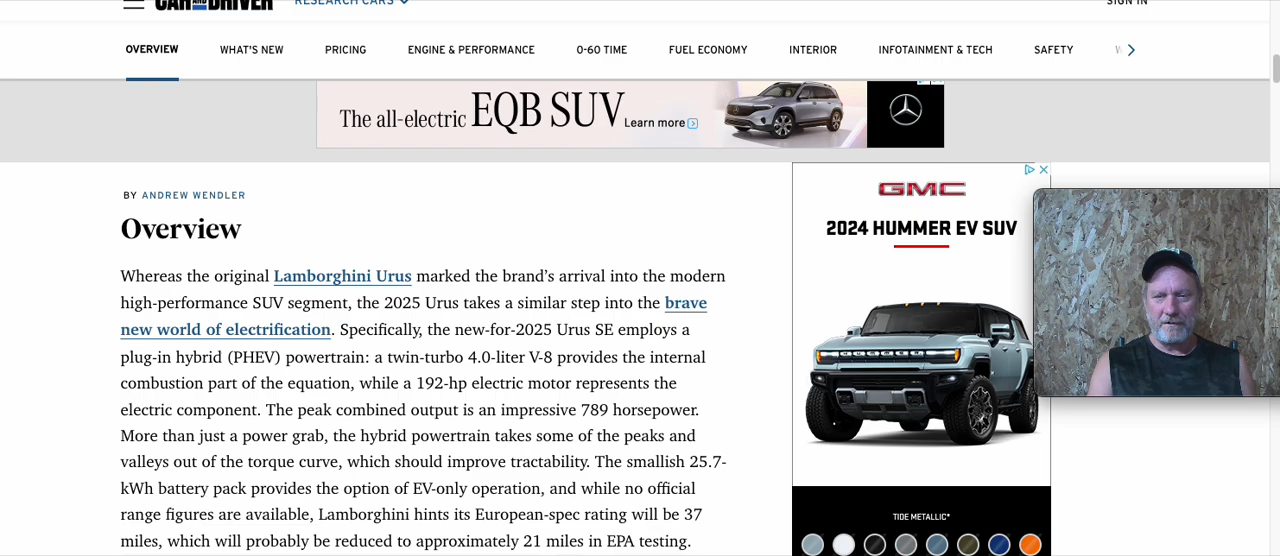 CAR AND DRIVER
RESEARCH CARS
SIGN IN
OVERVIEW
WHAT'S NEW
PRICING
ENGINE & PERFORMANCE
0-60 TIME
FUEL ECONOMY
INTERIOR
INFOTAINMENT & TECH
SAFETY
The all-electric EQB SUV Learn more
BY ANDREW WENDLER
Overview
Whereas the original Lamborghini Urus marked the brand's arrival into the modern
high-performance SUV segment, the 2025 Urus takes a similar step into the brave
new world of electrification. Specifically, the new-for-2025 Urus SE employs a
plug-in hybrid (PHEV) powertrain: a twin-turbo 4.0-liter V-8 provides the internal
combustion part of the equation, while a 192-hp electric motor represents the
electric component. The peak combined output is an impressive 789 horsepower.
More than just a power grab, the hybrid powertrain takes some of the peaks and
valleys out of the torque curve, which should improve tractability. The smallish 25.7-
kWh battery pack provides the option of EV-only operation, and while no official
range figures are available, Lamborghini hints its European-spec rating will be 37
miles, which will probably be reduced to approximately 21 miles in EPA testing.
GMC
2024 HUMMER EV SUV
TIDE METALLIC*